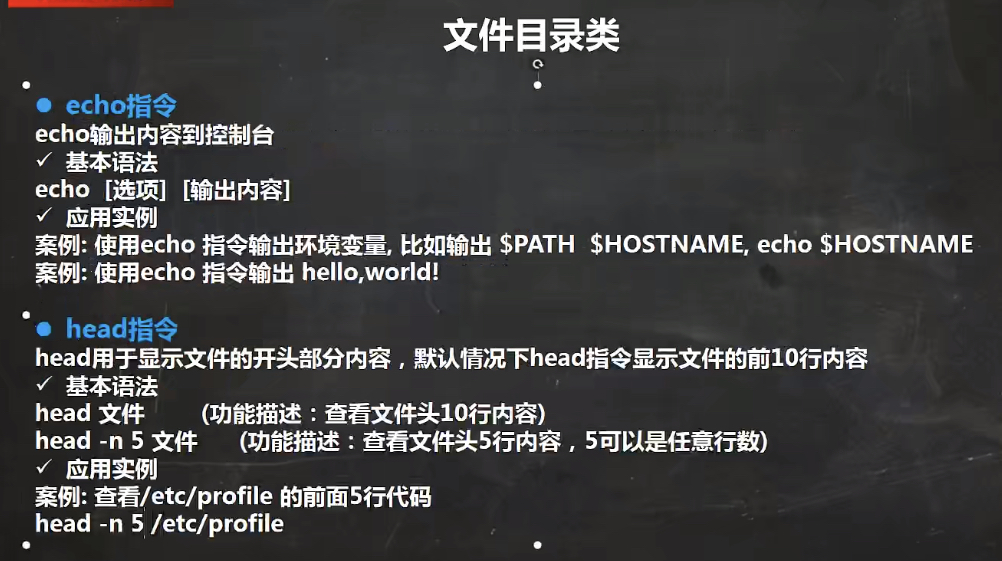 文件目录类
● echo指令
echo输出内容到控制台
✓ 基本语法
echo [选项] [输出内容]
✓ 应用实例
案例: 使用echo 指令输出环境变量, 比如输出 $PATH $HOSTNAME, echo $HOSTNAME
案例: 使用echo 指令输出 hello,world!
● head指令
head用于显示文件的开头部分内容，默认情况下head指令显示文件的前10行内容
✓ 基本语法
head 文件 (功能描述：查看文件头10行内容)
head -n 5 文件 (功能描述：查看文件头5行内容，5可以是任意行数)
✓ 应用实例
案例: 查看/etc/profile 的前面5行代码
head -n 5 /etc/profile